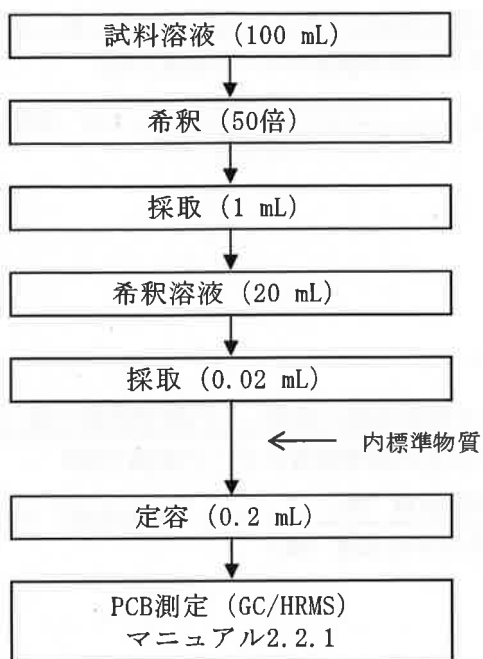 試料溶液 (100 mL)
希釈 (50倍)
採取 (1 mL)
希釈溶液 (20 mL)
採取 (0.02 mL)
内標準物質
定容 (0.2 mL)
PCB測定 (GC/HRMS)
マニュアル2.2.1